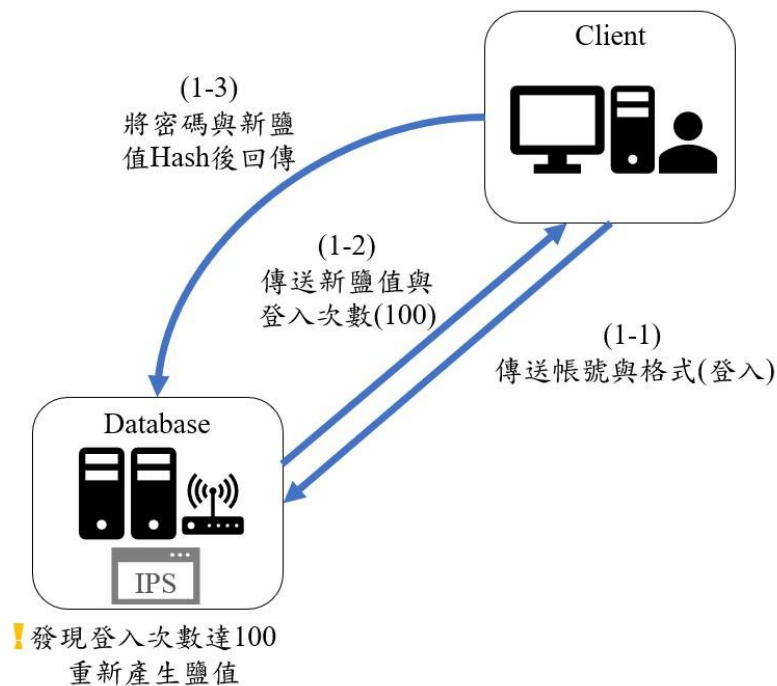 Client
(1-3)
將密碼與新鹽
值Hash後回傳
(1-2)
傳送新鹽值與
登入次數(100)
(1-1)
傳送帳號與格式(登入)
Database
IPS
!發現登入次數達100
重新產生鹽值